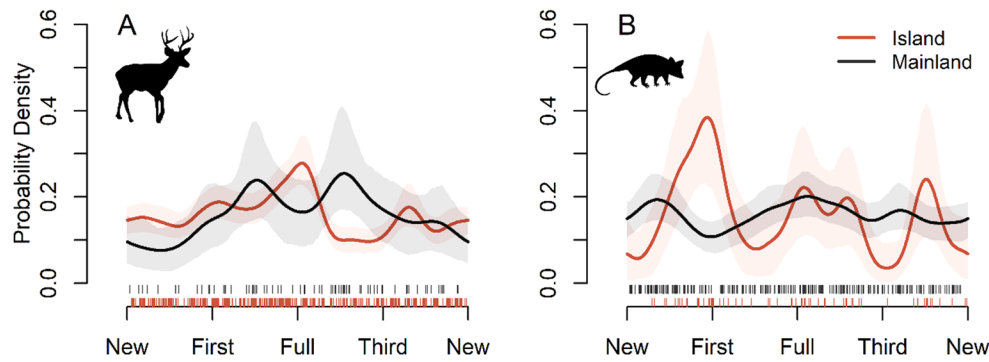 A
B
Island
Mainland
Probability Density
0.6
0.4
0.2
0.0
0.6
0.4
0.2
0.0
New First Full Third New
New First Full Third New